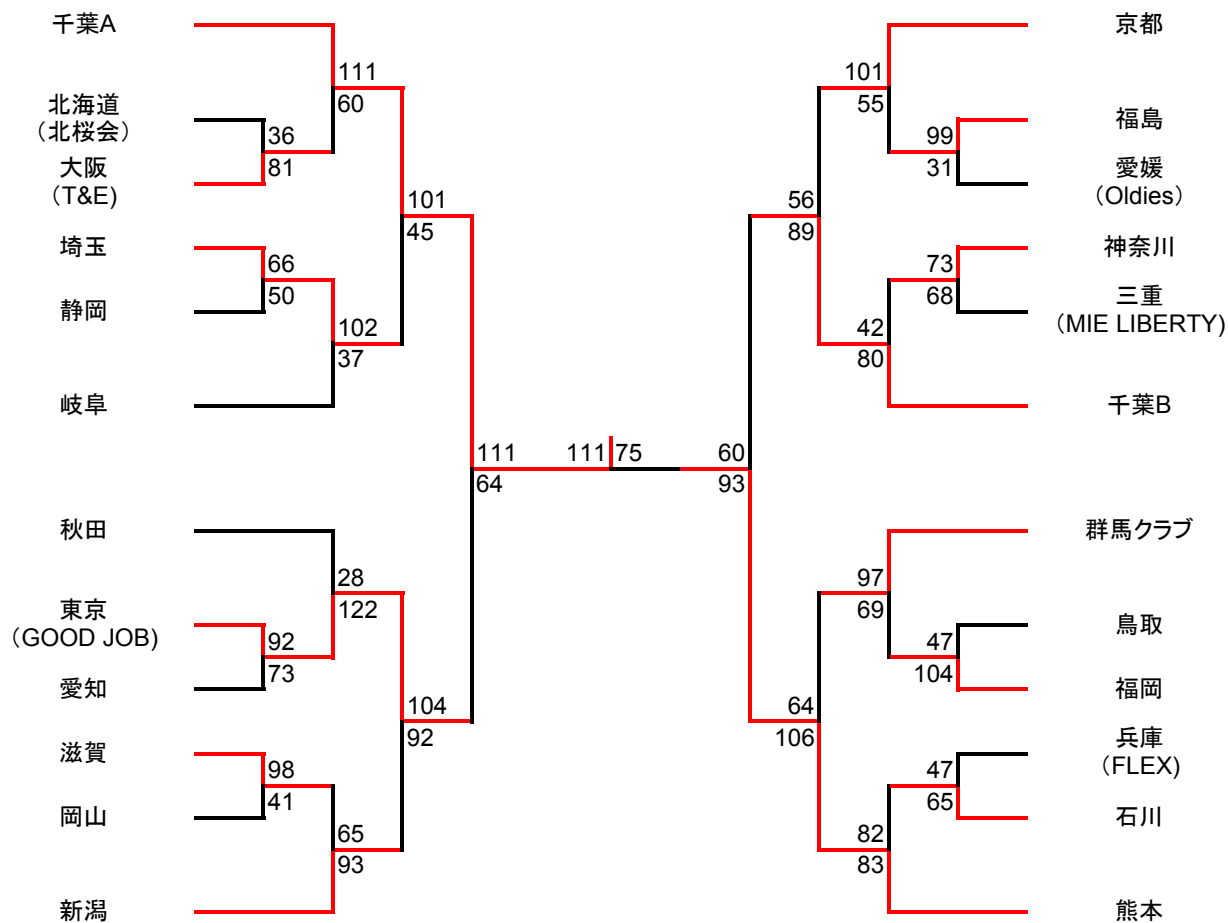 千葉A
北海道
（北桜会）
大阪
（T&E)
埼玉
静岡
岐阜
秋田
東京
（GOOD JOB)
愛知
滋賀
岡山
新潟
36
81
66
50
92
73
98
41
111
60
102
37
28
122
65
93
101
45
104
92
111
64
111 75
60
93
56
89
64
106
101
55
42
80
97
69
82
83
99
31
73
68
47
104
47
65
京都
福島
愛媛
（Oldies）
神奈川
三重
（MIE LIBERTY)
千葉B
群馬クラブ
鳥取
福岡
兵庫
（FLEX)
石川
熊本